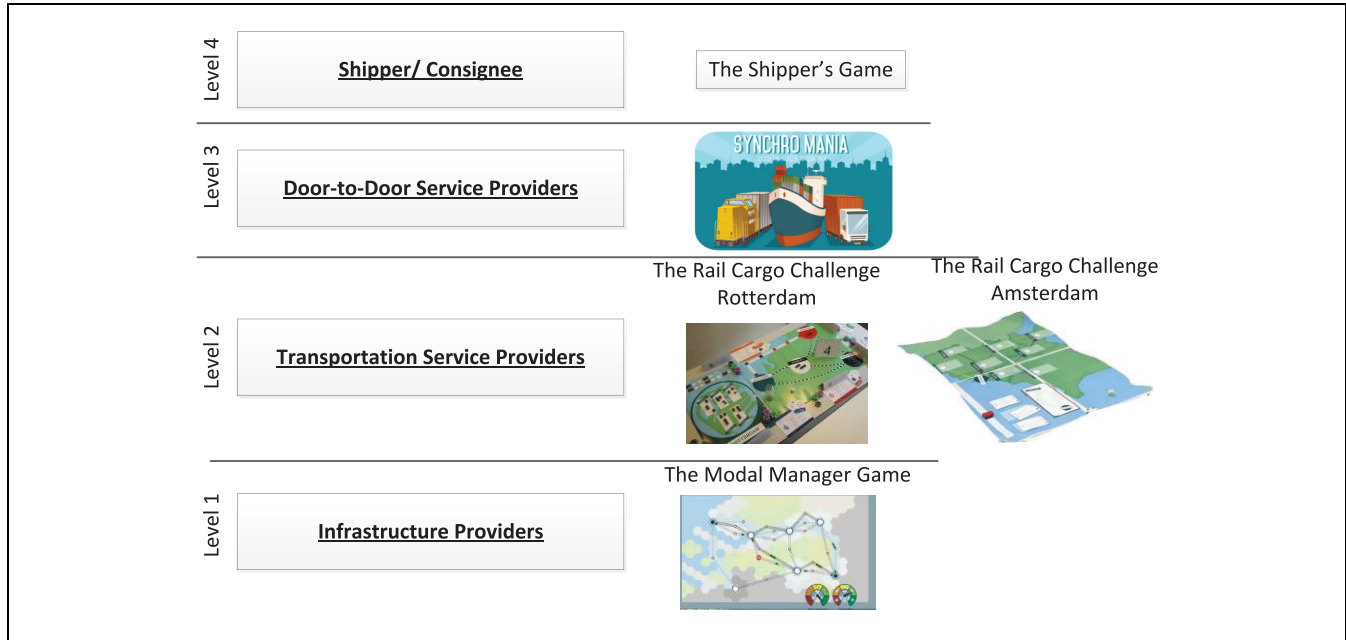 Level 4
Shipper/ Consignee
The Shipper's Game
Level 3
Door-to-Door Service Providers
SYNCHRO MANIA
The Rail Cargo Challenge
Rotterdam
The Rail Cargo Challenge
Amsterdam
Level 2
Transportation Service Providers
4
The Modal Manager Game
Level 1
Infrastructure Providers